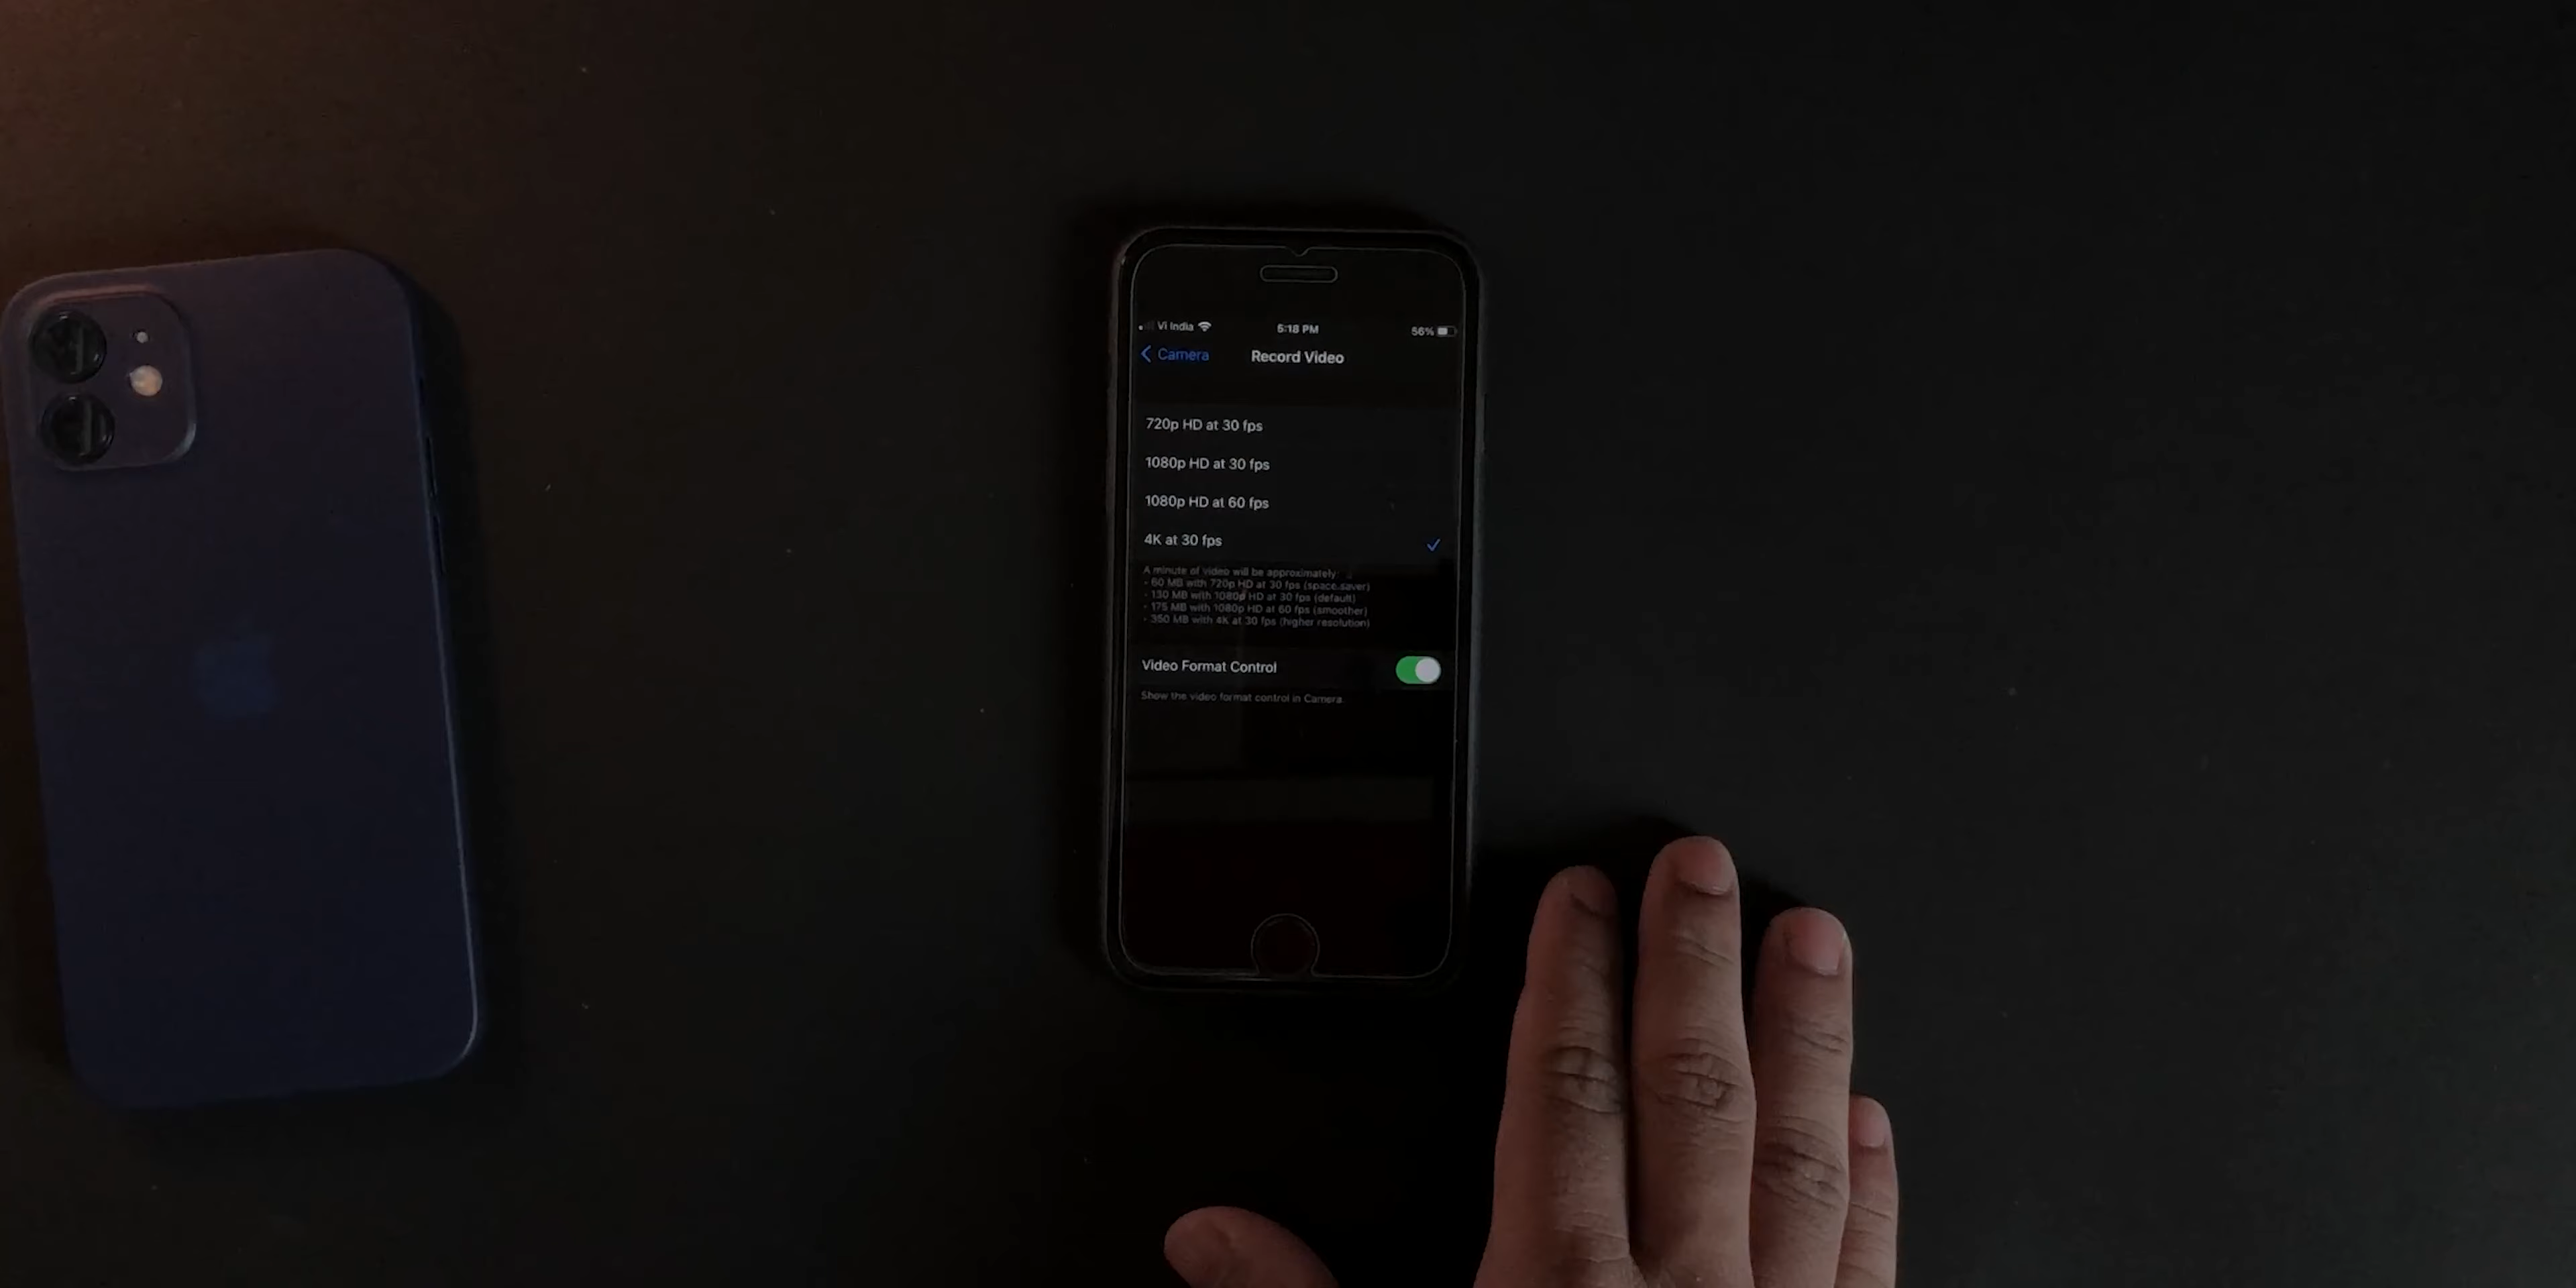 Vi India
5:18 PM
56%
Camera
Record Video
720p HD at 30 fps
1080p HD at 30 fps
1080p HD at 60 fps
4K at 30 fps
A minute of video will be approximately:
- 60 MB with 720p HD at 30 fps (space saver)
- 130 MB with 1080p HD at 30 fps (default)
- 175 MB with 1080p HD at 60 fps (smoother)
- 350 MB with 4K at 30 fps (higher resolution)
Video Format Control
Show the video format control in Camera.